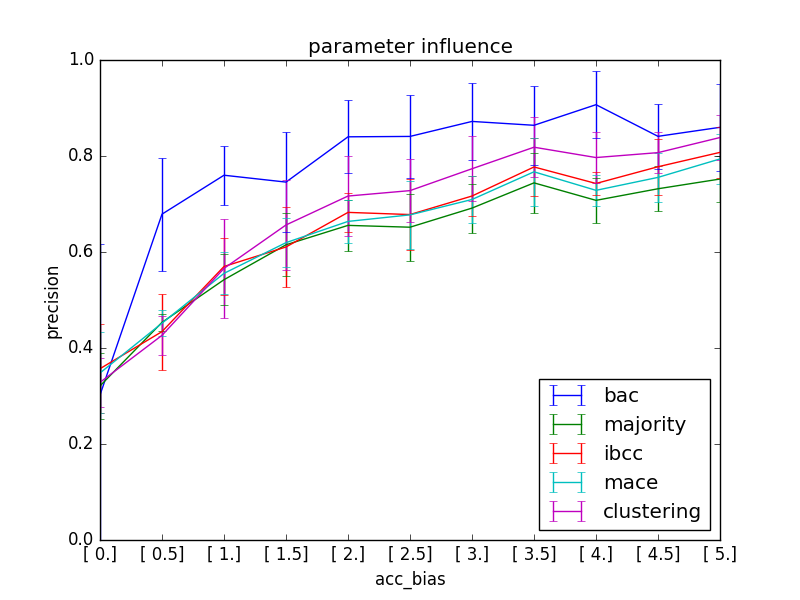 parameter influence
1.0
0.8
0.6
0.4
0.2
0.0
precision
bac
majority
ibcc
mace
clustering
[ 0.] [ 0.5] [ 1.] [ 1.5] [ 2.] [ 2.5] [ 3.] [ 3.5] [ 4.] [ 4.5] [ 5.]
acc_bias